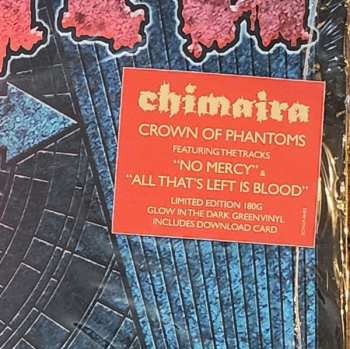 chimaira
CROWN OF PHANTOMS
FEATURING THE TRACKS
"NO MERCY" &
"ALL THAT'S LEFT IS BLOOD"
LIMITED EDITION 180G
GLOW IN THE DARK GREEN VINYL
INCLUDES DOWNLOAD CARD